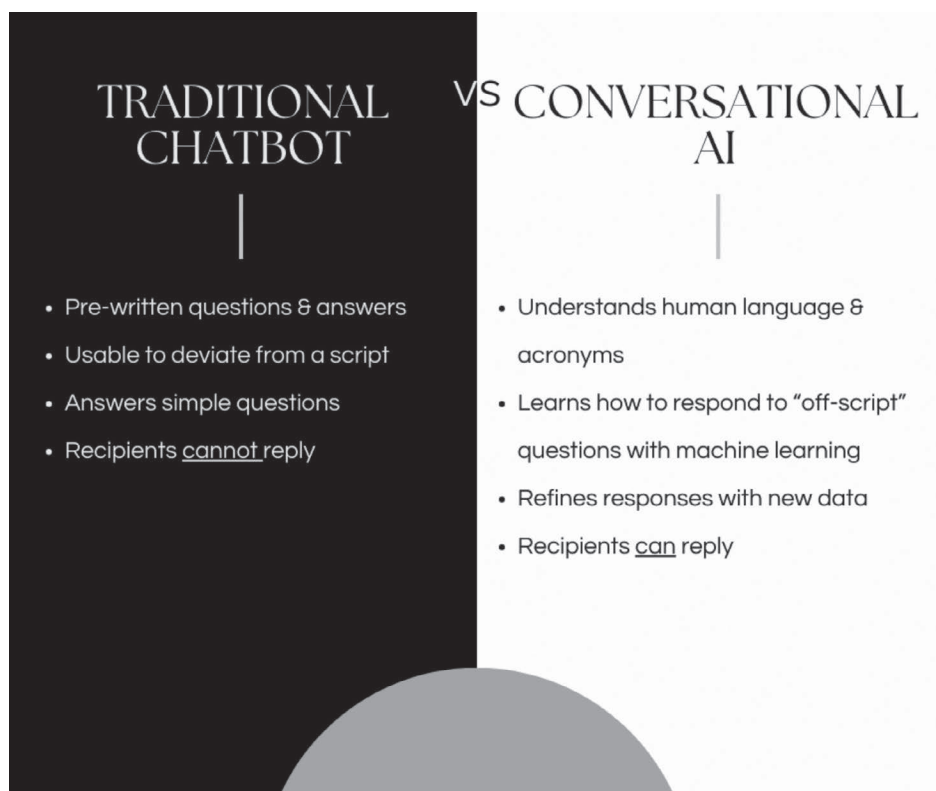 TRADITIONAL
CHATBOT
• Pre-written questions & answers
• Usable to deviate from a script
• Answers simple questions
• Recipients cannot reply
VS
CONVERSATIONAL
AI
• Understands human language &
acronyms
• Learns how to respond to “off-script”
questions with machine learning
• Refines responses with new data
• Recipients can reply